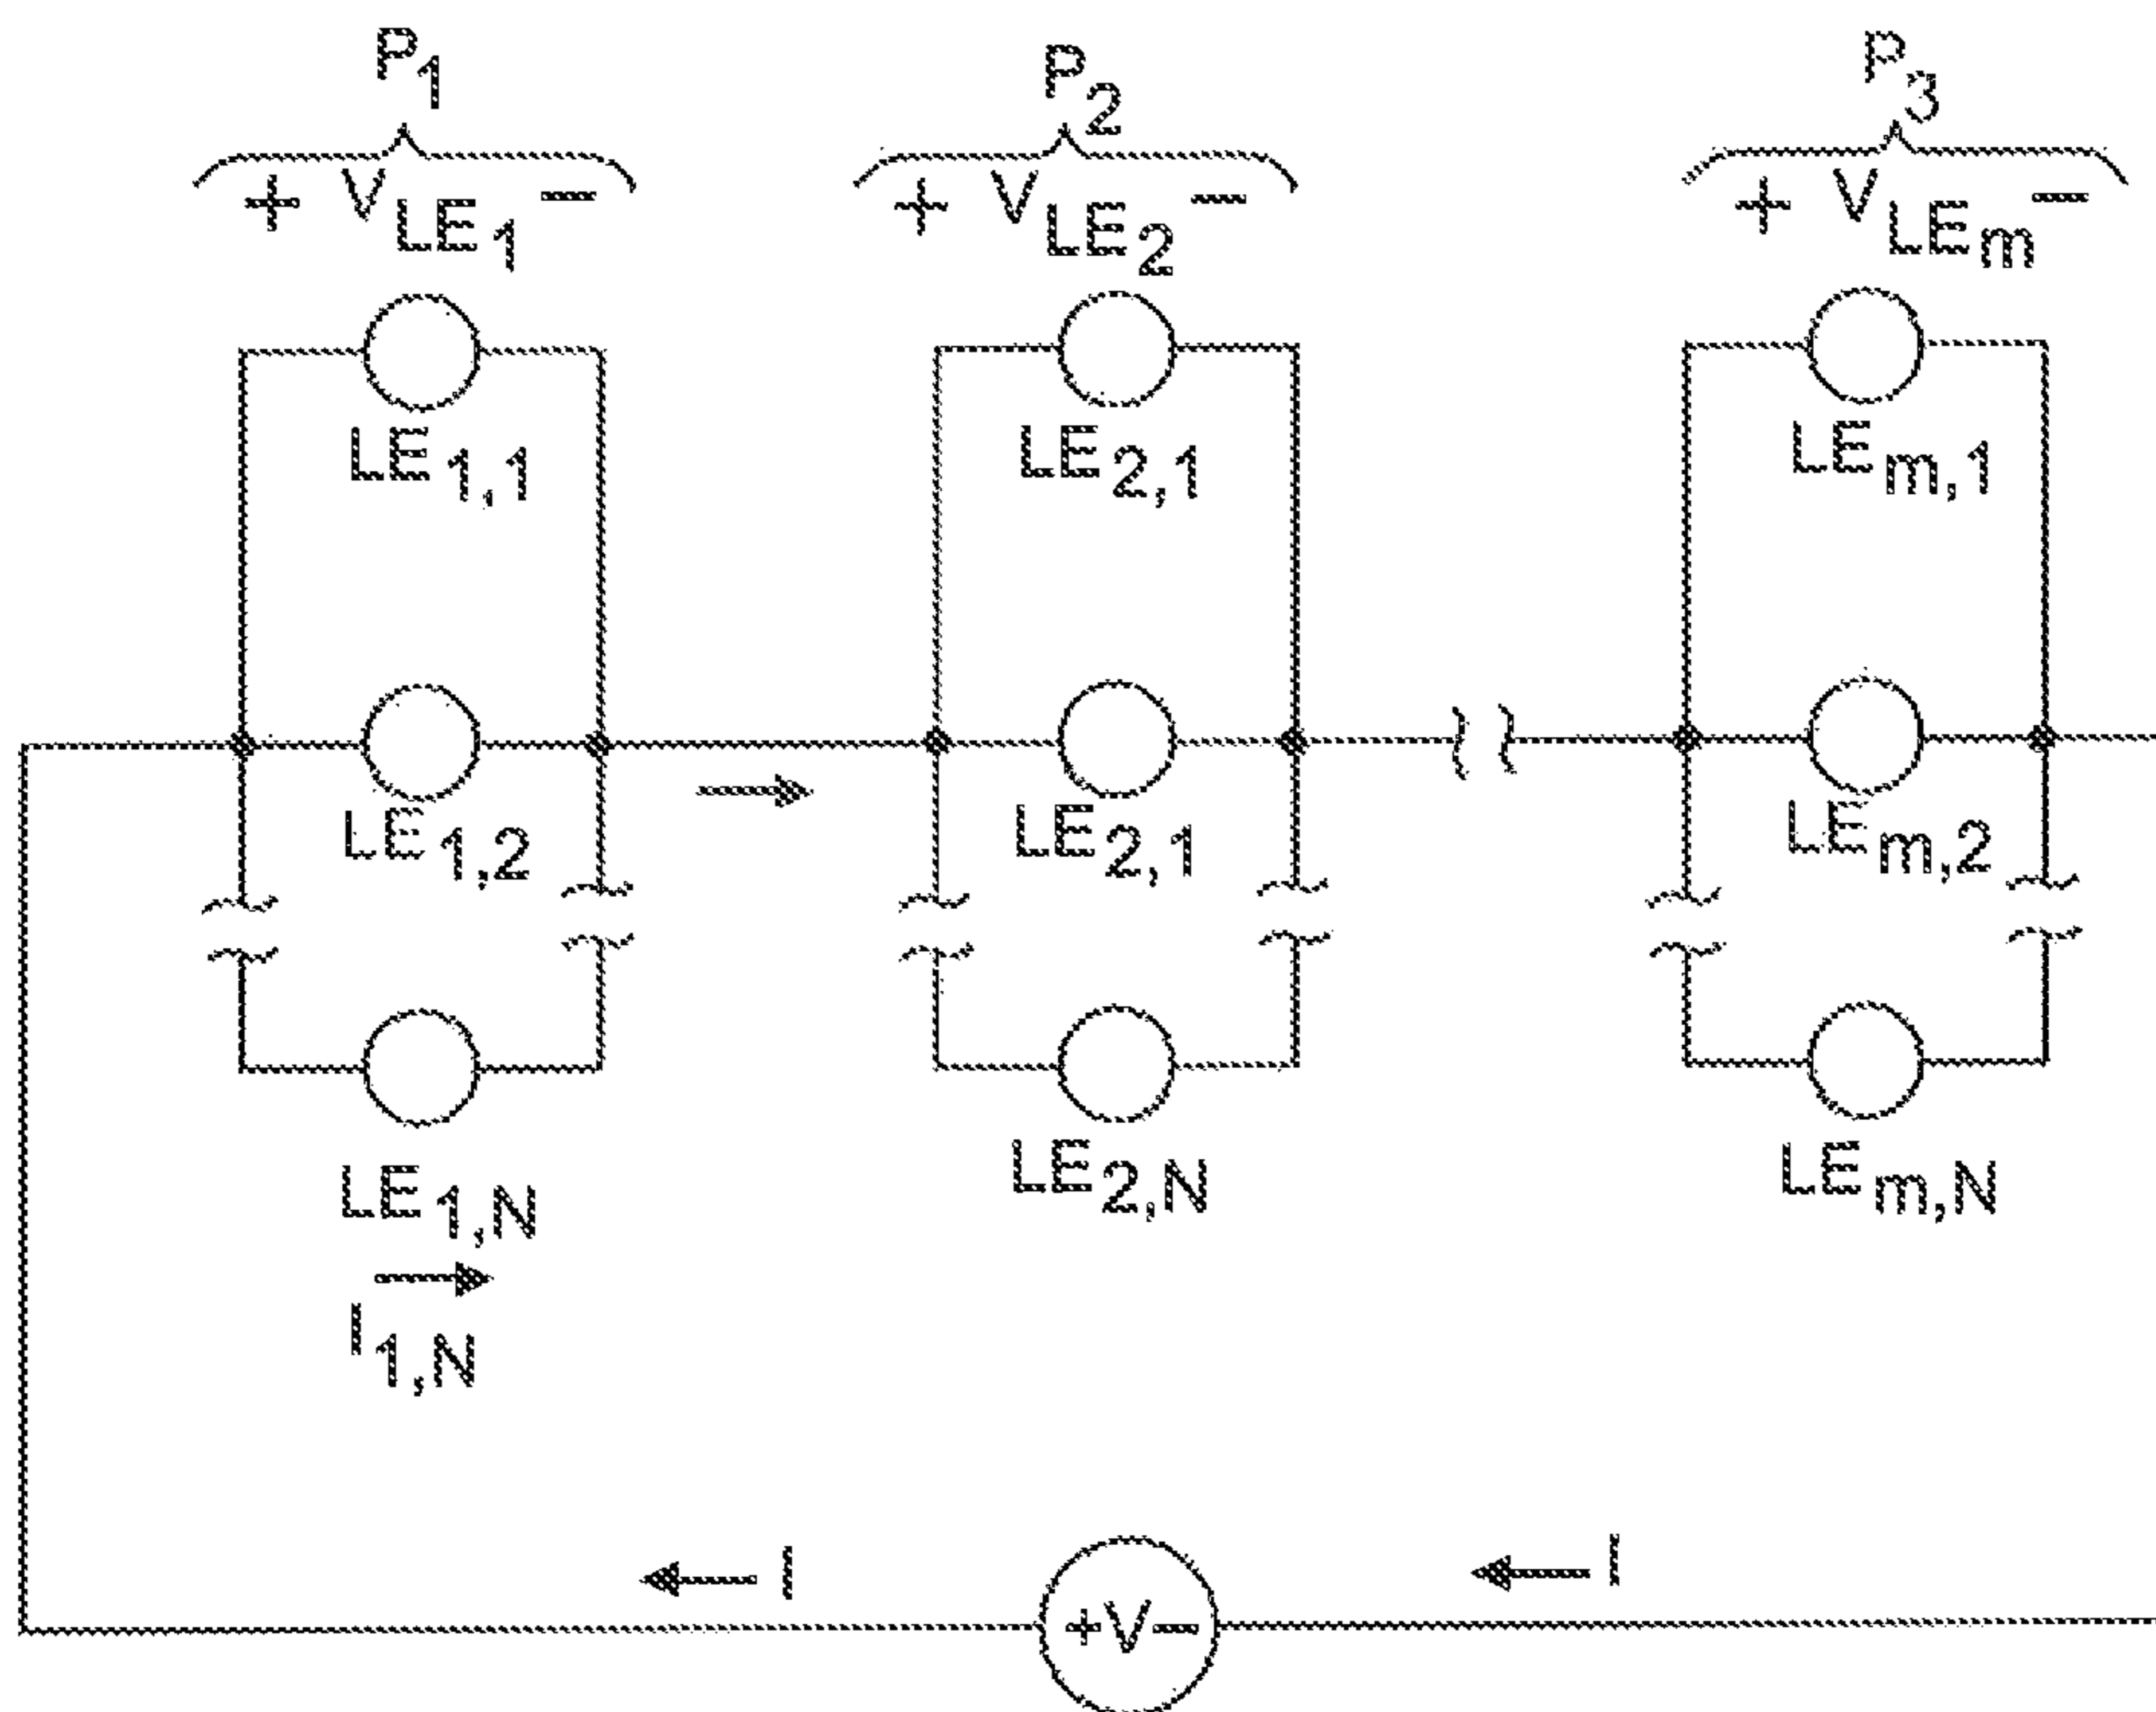 P1 P2 P3
+ VLE1 − + VLE2 − + VLEm −
LE1,1 LE2,1 LEm,1
LE1,2 LE2,1 LEm,2
LE1,N LE2,N LEm,N
I1,N
I I
+V−